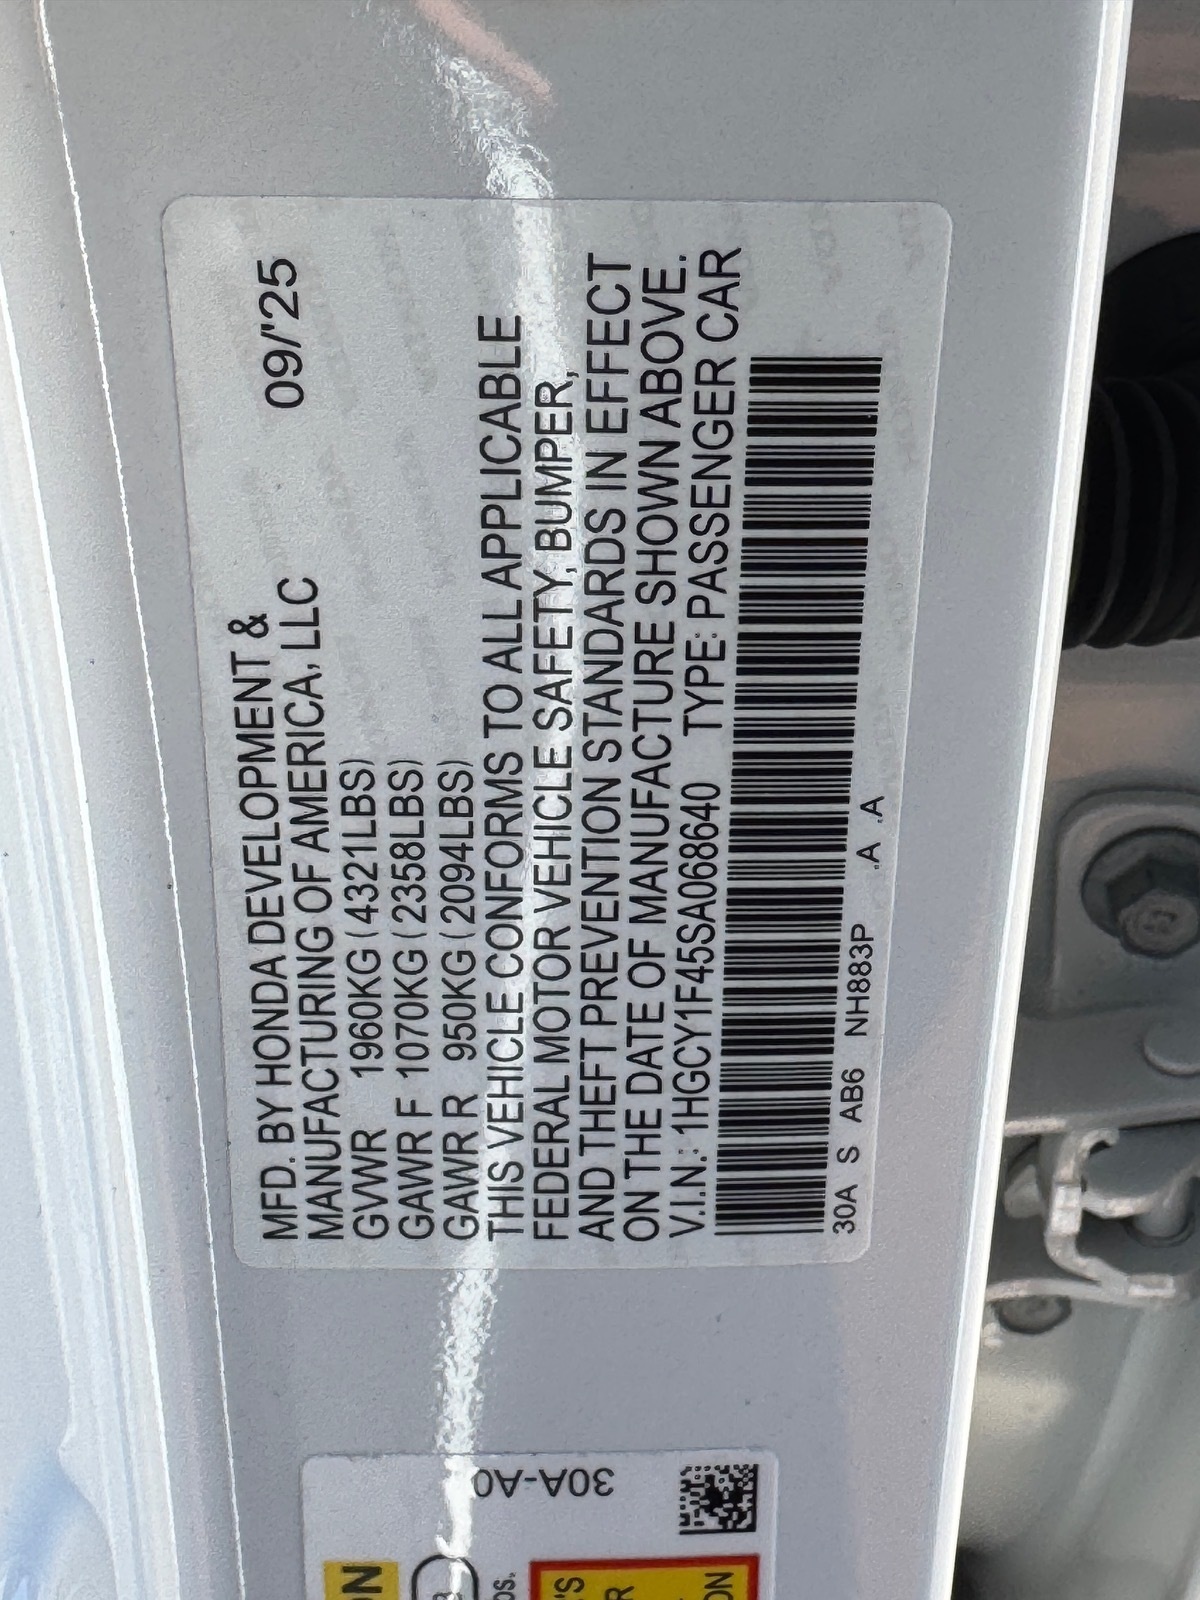 MFD. BY HONDA DEVELOPMENT &
MANUFACTURING OF AMERICA, LLC 09/'25
GVWR 1960KG (4321LBS)
GAWR F 1070KG (2358LBS)
GAWR R 950KG (2094LBS)
THIS VEHICLE CONFORMS TO ALL APPLICABLE
FEDERAL MOTOR VEHICLE SAFETY, BUMPER,
AND THEFT PREVENTION STANDARDS IN EFFECT
ON THE DATE OF MANUFACTURE SHOWN ABOVE.
V.I.N.: 1HGCY1F45SA068640 TYPE: PASSENGER CAR
30A S AB6 NH883P .A .A
30A-A0